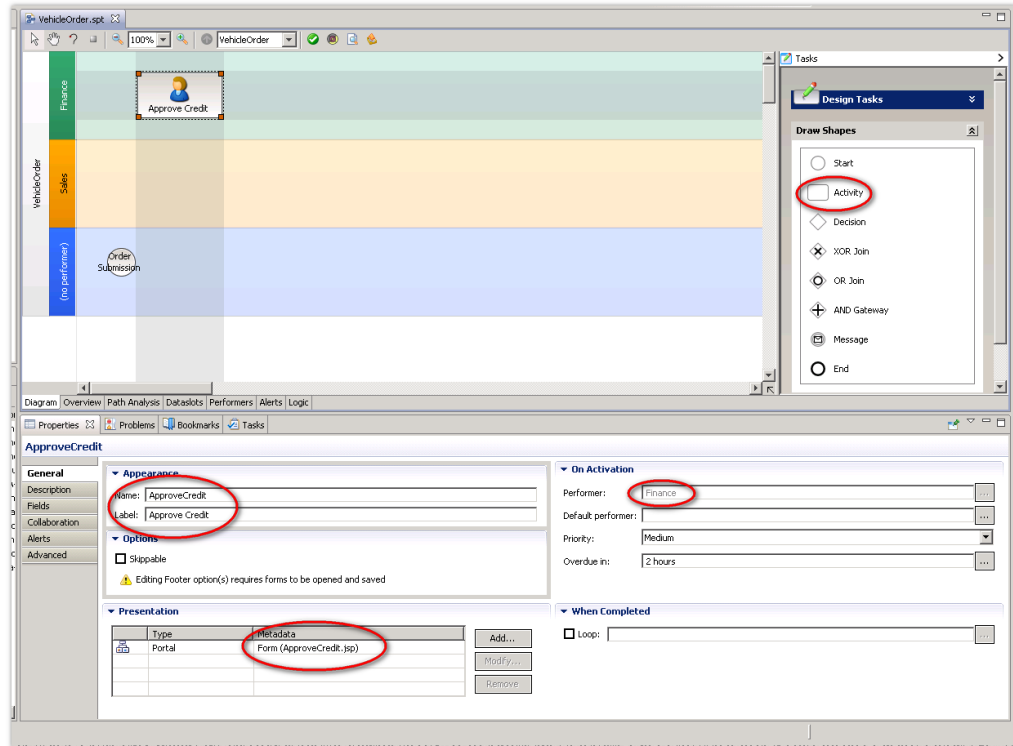 VehicleOrder.spt
100%
VehicleOrder
Tasks
Design Tasks
Draw Shapes
Start
Activity
Decision
XOR Join
OR Join
AND Gateway
Message
End
VehicleOrder
Finance
Approve Credit
Sales
(no performer)
Order
Submission
Diagram Overview Path Analysis Dataslots Performers Alerts Logic
Properties Problems Bookmarks Tasks
ApproveCredit
General
Description
Fields
Collaboration
Alerts
Advanced
Appearance
Name: ApproveCredit
Label: Approve Credit
Options
Skippable
Editing Footer option(s) requires forms to be opened and saved
Presentation
Type Metadata
Portal Form (ApproveCredit.jsp)
Add...
Modify...
Remove
On Activation
Performer: Finance ...
Default performer: ...
Priority: Medium
Overdue in: 2 hours ...
When Completed
Loop: ...